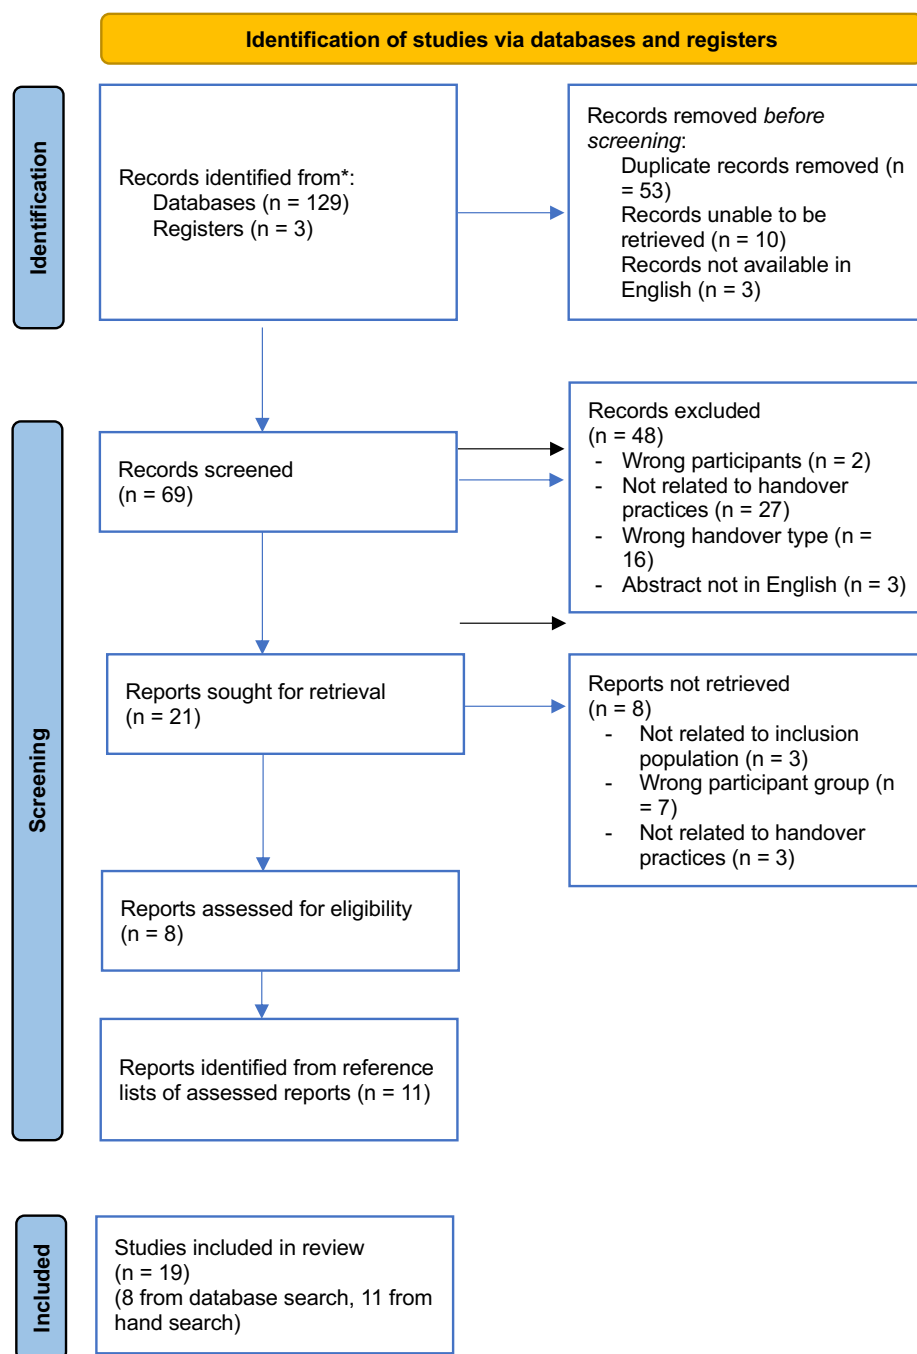 Identification of studies via databases and registers
Identification
Records identified from*:
Databases (n = 129)
Registers (n = 3)
Records removed before
screening:
Duplicate records removed (n
= 53)
Records unable to be
retrieved (n = 10)
Records not available in
English (n = 3)
Screening
Records screened
(n = 69)
Records excluded
(n = 48)
- Wrong participants (n = 2)
- Not related to handover
practices (n = 27)
- Wrong handover type (n =
16)
- Abstract not in English (n = 3)
Reports sought for retrieval
(n = 21)
Reports not retrieved
(n = 8)
- Not related to inclusion
population (n = 3)
- Wrong participant group (n
= 7)
- Not related to handover
practices (n = 3)
Reports assessed for eligibility
(n = 8)
Reports identified from reference
lists of assessed reports (n = 11)
Included
Studies included in review
(n = 19)
(8 from database search, 11 from
hand search)